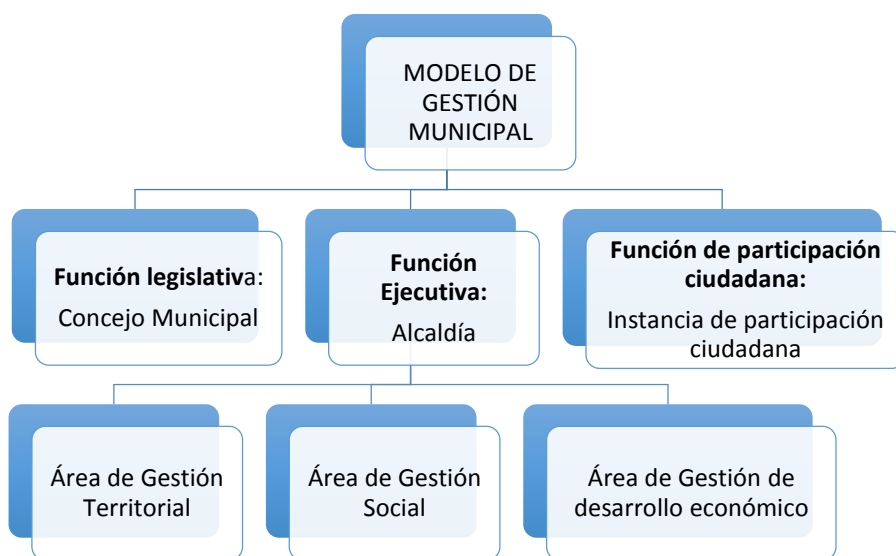 MODELO DE
GESTIÓN
MUNICIPAL
Función legislativa:
Concejo Municipal
Función
Ejecutiva:
Alcaldía
Función de participación
ciudadana:
Instancia de participación
ciudadana
Área de Gestión
Territorial
Área de Gestión
Social
Área de Gestión de
desarrollo económico